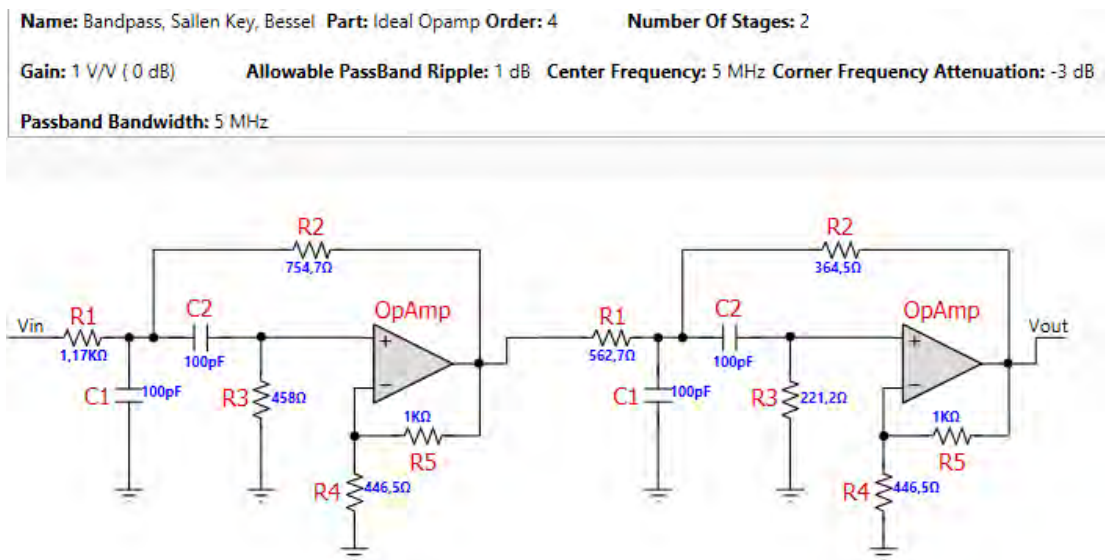 Name: Bandpass, Sallen Key, Bessel Part: Ideal Opamp Order: 4 Number Of Stages: 2
Gain: 1 V/V ( 0 dB) Allowable PassBand Ripple: 1 dB Center Frequency: 5 MHz Corner Frequency Attenuation: -3 dB
Passband Bandwidth: 5 MHz
R2 R2
754,7Ω 364,5Ω
Vin R1 C2 OpAmp R1 C2 OpAmp Vout
1,17KΩ 100pF 562,7Ω 100pF
C1 100pF R3 458Ω C1 100pF R3 221,2Ω
1KΩ 1KΩ
R5 R5
R4 446,5Ω R4 446,5Ω